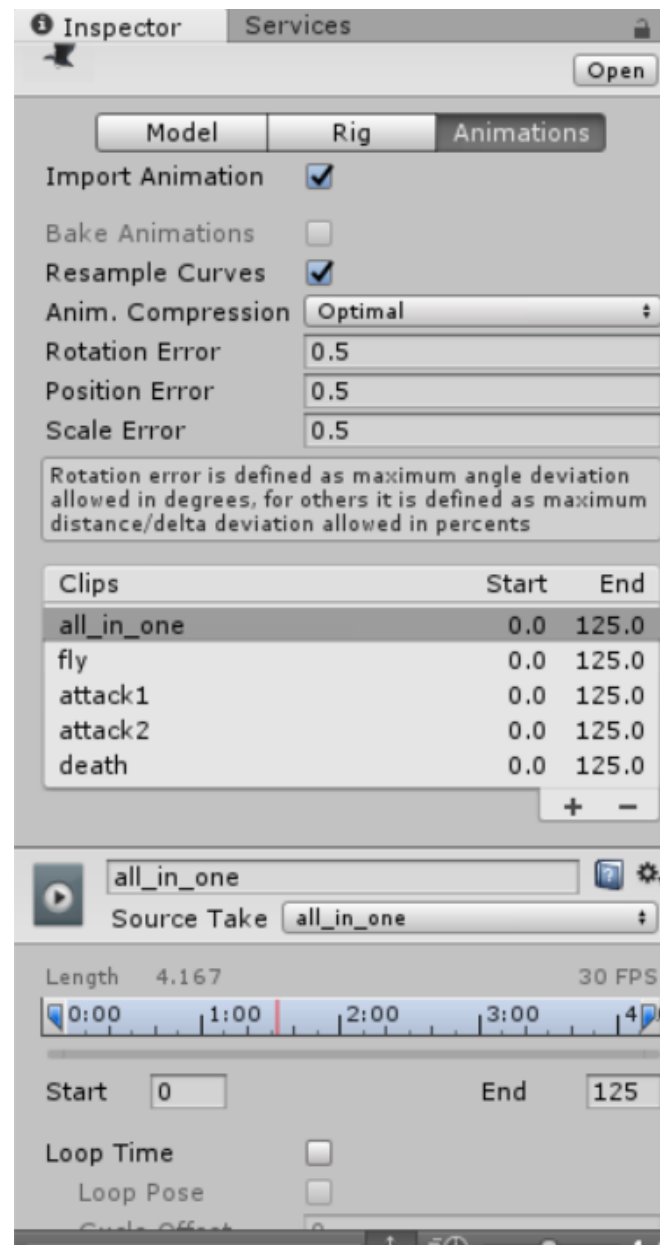 Inspector Services
Open
Model Rig Animations
Import Animation
Bake Animations
Resample Curves
Anim. Compression Optimal
Rotation Error 0.5
Position Error 0.5
Scale Error 0.5
Rotation error is defined as maximum angle deviation
allowed in degrees, for others it is defined as maximum
distance/delta deviation allowed in percents
Clips Start End
all_in_one 0.0 125.0
fly 0.0 125.0
attack1 0.0 125.0
attack2 0.0 125.0
death 0.0 125.0
+ −
all_in_one
Source Take all_in_one
Length 4.167 30 FPS
0:00 1:00 2:00 3:00 4
Start 0 End 125
Loop Time
Loop Pose
Cycle Offset 0